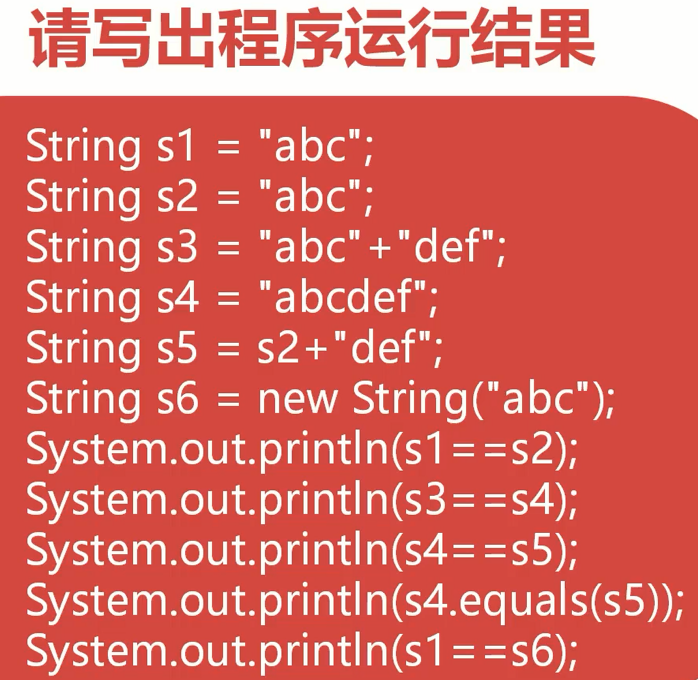 请写出程序运行结果
String s1 = "abc";
String s2 = "abc";
String s3 = "abc"+"def";
String s4 = "abcdef";
String s5 = s2+"def";
String s6 = new String("abc");
System.out.println(s1==s2);
System.out.println(s3==s4);
System.out.println(s4==s5);
System.out.println(s4.equals(s5));
System.out.println(s1==s6);